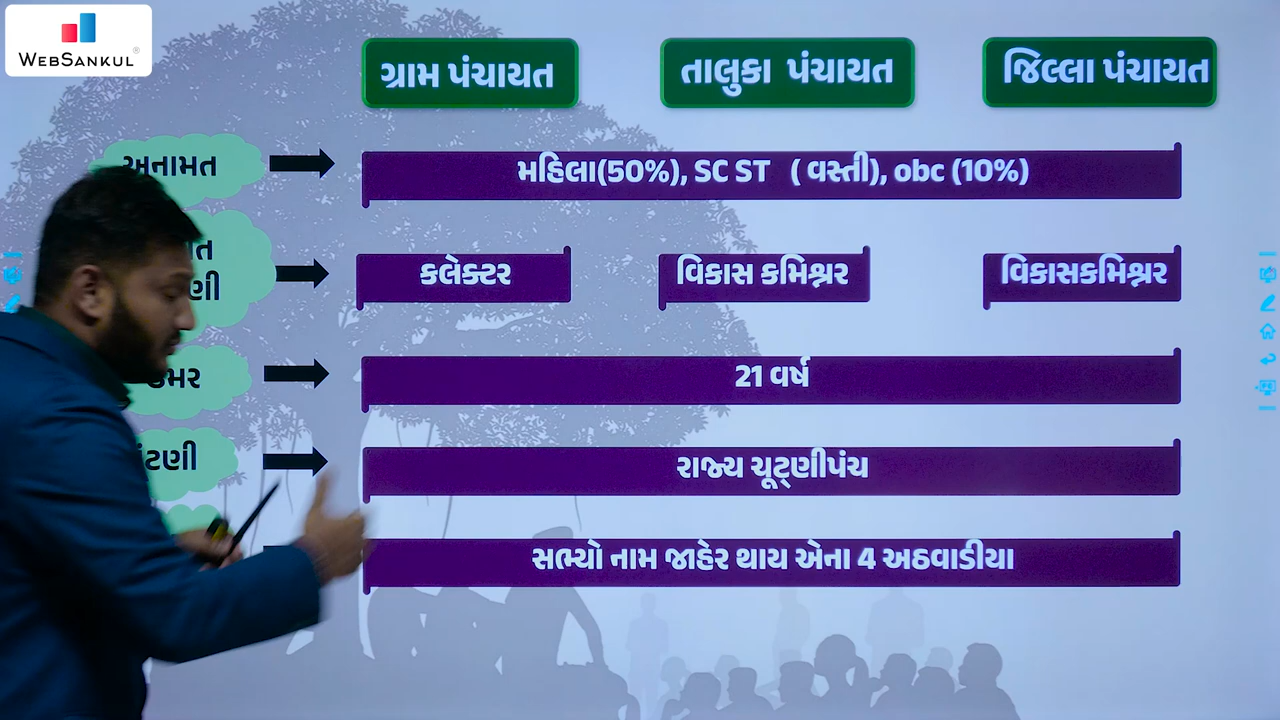 WEBSANKUL
ગ્રામ પંચાયત
તાલુકા પંચાયત
જિલ્લા પંચાયત
અનામત
મહિલા(50%), SC ST ( વસ્તી), obc (10%)
કલેક્ટર
વિકાસ કમિશ્નર
વિકાસકમિશ્નર
21 વર્ષ
રાજ્ય ચૂટ્ણીપંચ
સભ્યો નામ જાહેર થાય એના 4 અઠવાડીયા